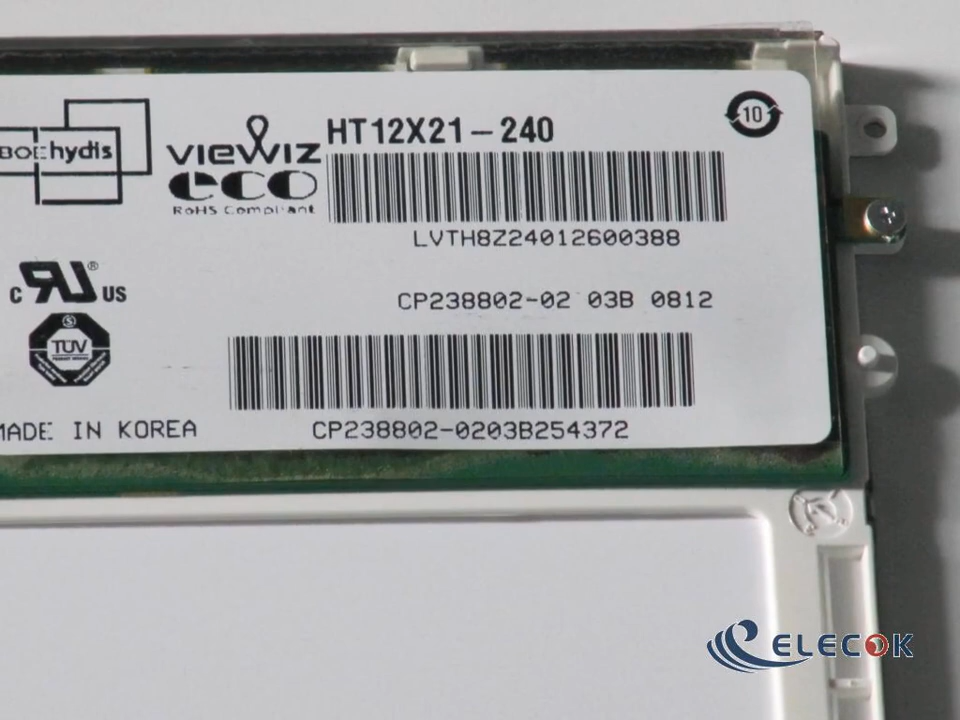 BOE hydis
VIEWIZ
eco
RoHS Compliant
HT12X21-240
10
LVTH8Z24012600388
c RU ® US
CP238802-02 03B 0812
S
TÜV
MADE IN KOREA
CP238802-0203B254372
ELECOK